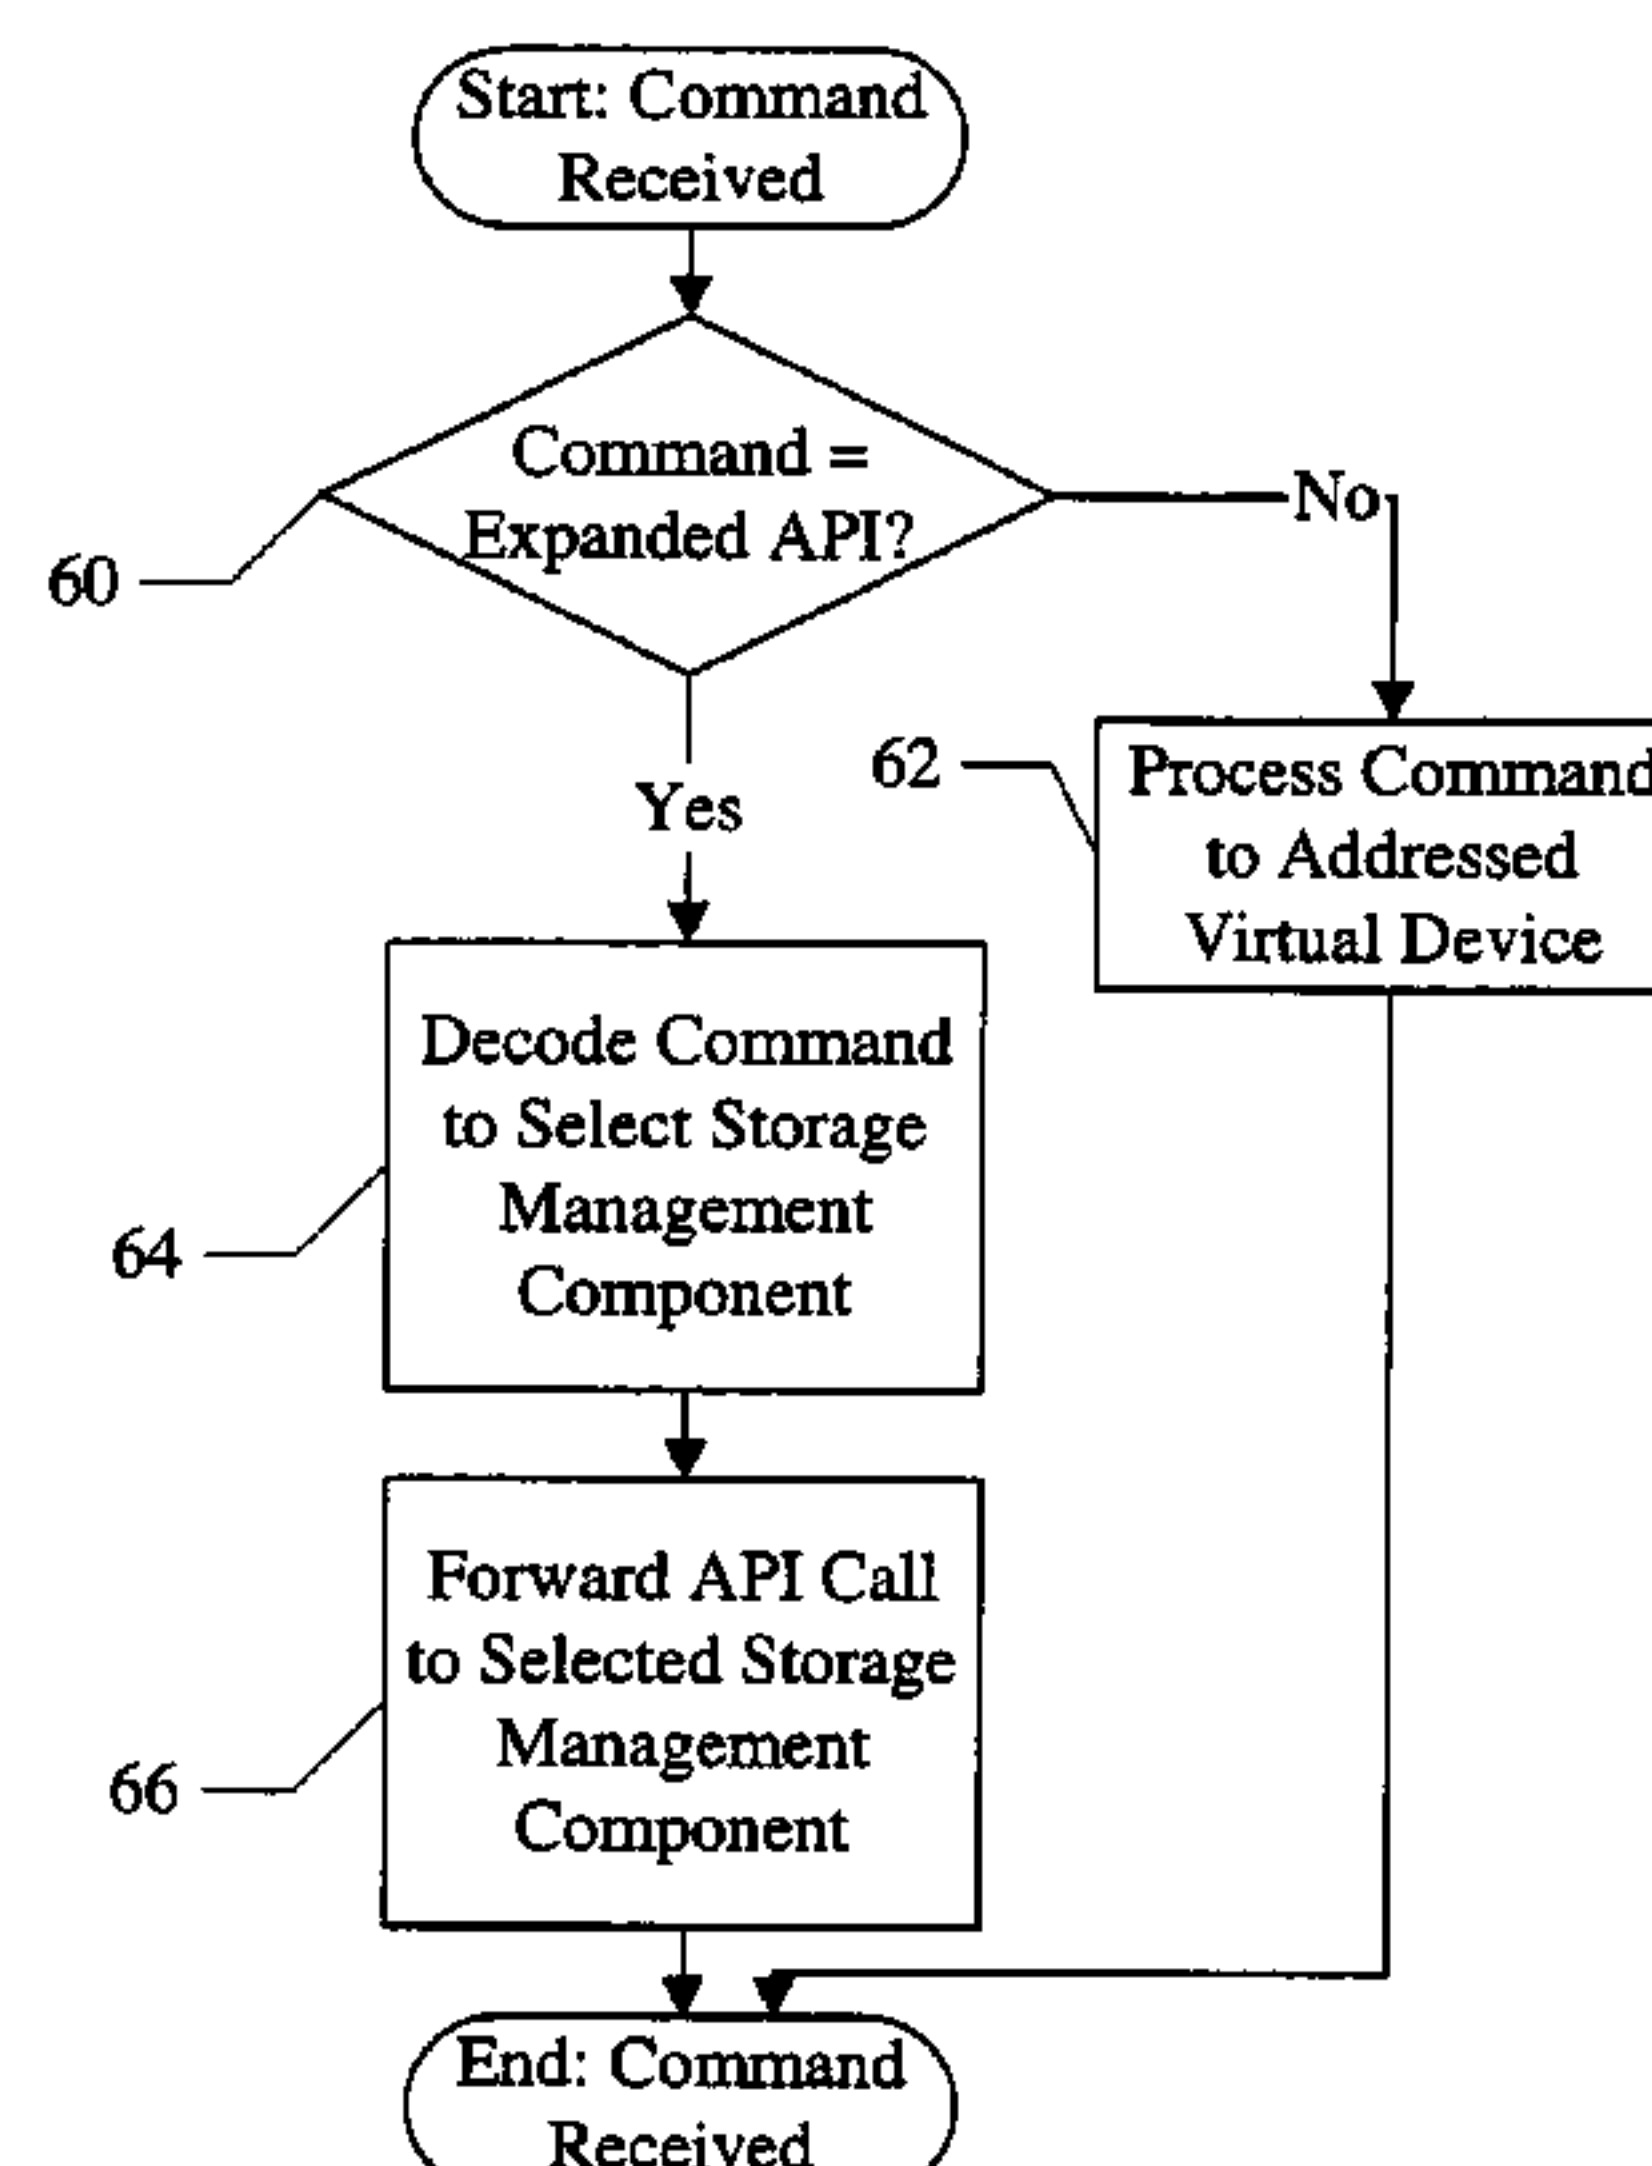 Start: Command
Received
Command =
Expanded API?
No
60
Yes
62
Process Command
to Addressed
Virtual Device
Decode Command
to Select Storage
Management
Component
64
Forward API Call
to Selected Storage
Management
Component
66
End: Command
Received